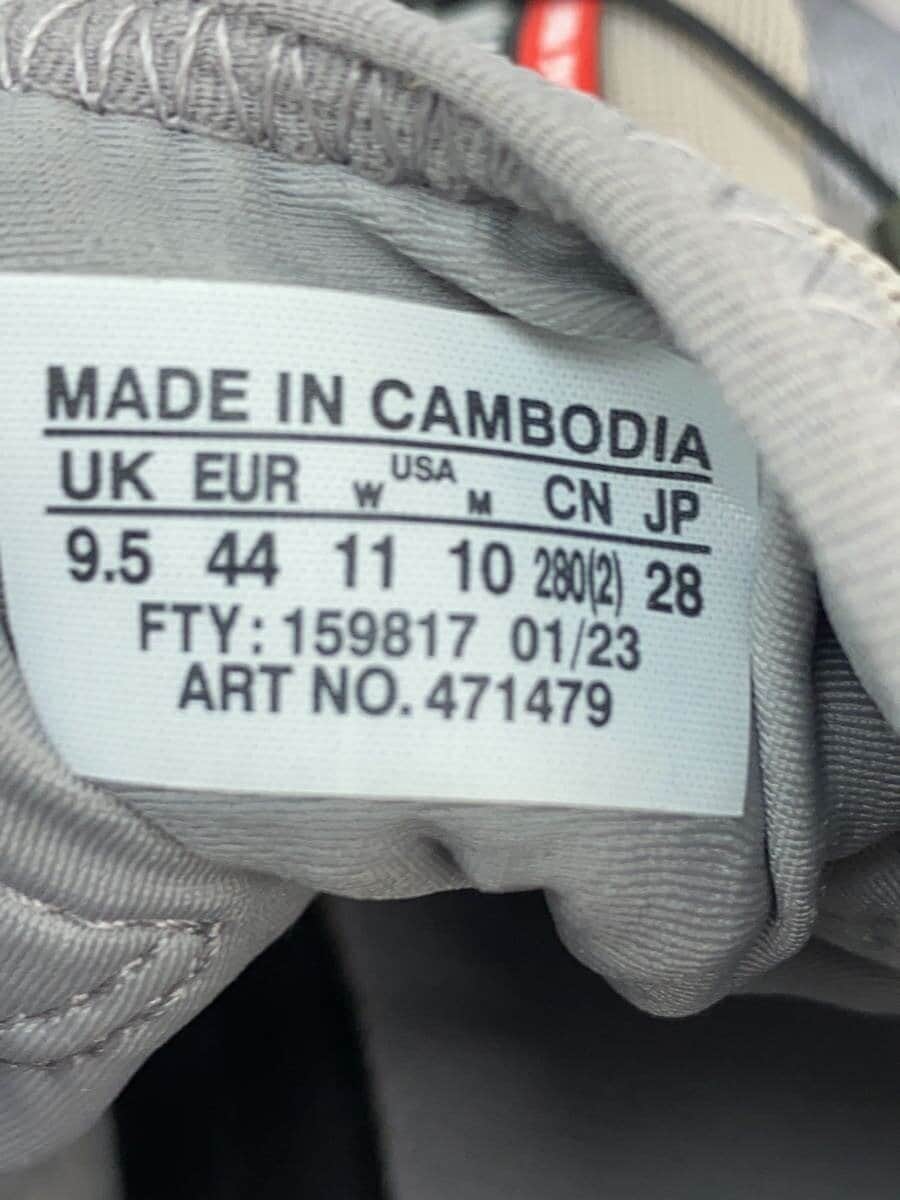 MADE IN CAMBODIA
UK EUR W USA M CN JP
9.5 44 11 10 280(2) 28
FTY: 159817 01/23
ART NO. 471479